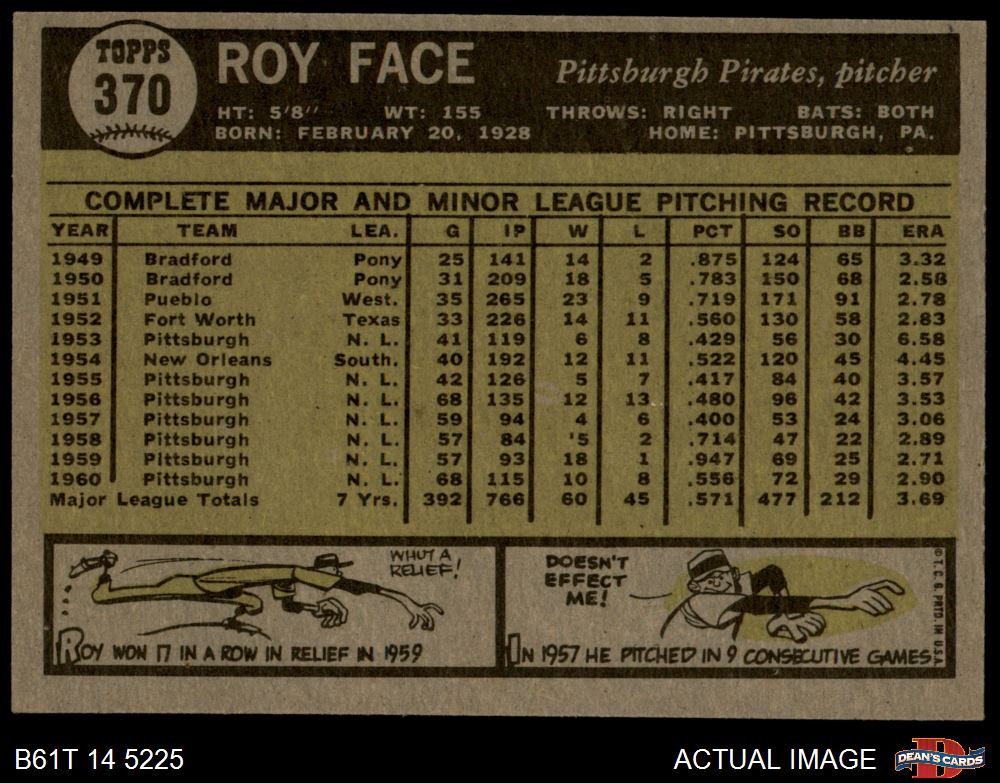 TOPPS
370
ROY FACE
Pittsburgh Pirates, pitcher
HT: 5'8'' WT: 155 THROWS: RIGHT BATS: BOTH
BORN: FEBRUARY 20, 1928 HOME: PITTSBURGH, PA.
COMPLETE MAJOR AND MINOR LEAGUE PITCHING RECORD
YEAR TEAM LEA. G IP W L PCT SO BB ERA
1949 Bradford Pony 25 141 14 2 .875 124 65 3.32
1950 Bradford Pony 31 209 18 5 .783 150 68 2.58
1951 Pueblo West. 35 265 23 9 .719 171 91 2.78
1952 Fort Worth Texas 33 226 14 11 .560 130 58 2.83
1953 Pittsburgh N. L. 41 119 6 8 .429 56 30 6.58
1954 New Orleans South. 40 192 12 11 .522 120 45 4.45
1955 Pittsburgh N. L. 42 126 5 7 .417 84 40 3.57
1956 Pittsburgh N. L. 68 135 12 13 .480 96 42 3.53
1957 Pittsburgh N. L. 59 94 4 6 .400 53 24 3.06
1958 Pittsburgh N. L. 57 84 '5 2 .714 47 22 2.89
1959 Pittsburgh N. L. 57 93 18 1 .947 69 25 2.71
1960 Pittsburgh N. L. 68 115 10 8 .556 72 29 2.90
Major League Totals 7 Yrs. 392 766 60 45 .571 477 212 3.69
WHUT A
RELIEF!
ROY WON 17 IN A ROW IN RELIEF IN 1959
DOESN'T
EFFECT
ME!
IN 1957 HE PITCHED IN 9 CONSECUTIVE GAMES
© T. C. G. PRTD. IN U.S.A.
B61T 14 5225
ACTUAL IMAGE
DEAN'S CARDS